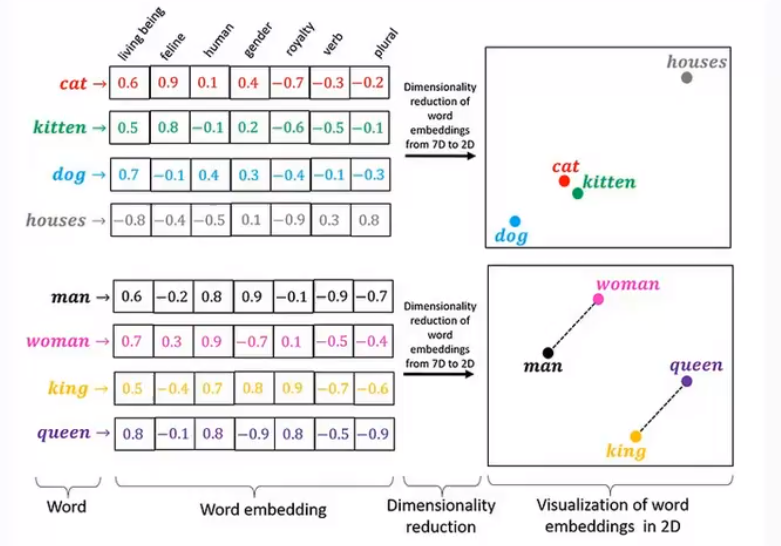 living being feline human gender royalty verb plural
cat → 0.6 0.9 0.1 0.4 −0.7 −0.3 −0.2
kitten → 0.5 0.8 −0.1 0.2 −0.6 −0.5 −0.1
dog → 0.7 −0.1 0.4 0.3 −0.4 −0.1 −0.3
houses → −0.8 −0.4 −0.5 0.1 −0.9 0.3 0.8
Dimensionality
reduction of
word
embeddings
from 7D to 2D
houses
cat
kitten
dog
man → 0.6 −0.2 0.8 0.9 −0.1 −0.9 −0.7
woman → 0.7 0.3 0.9 −0.7 0.1 −0.5 −0.4
king → 0.5 −0.4 0.7 0.8 0.9 −0.7 −0.6
queen → 0.8 −0.1 0.8 −0.9 0.8 −0.5 −0.9
Dimensionality
reduction of
word
embeddings
from 7D to 2D
woman
man
queen
king
Word
Word embedding
Dimensionality
reduction
Visualization of word
embeddings in 2D